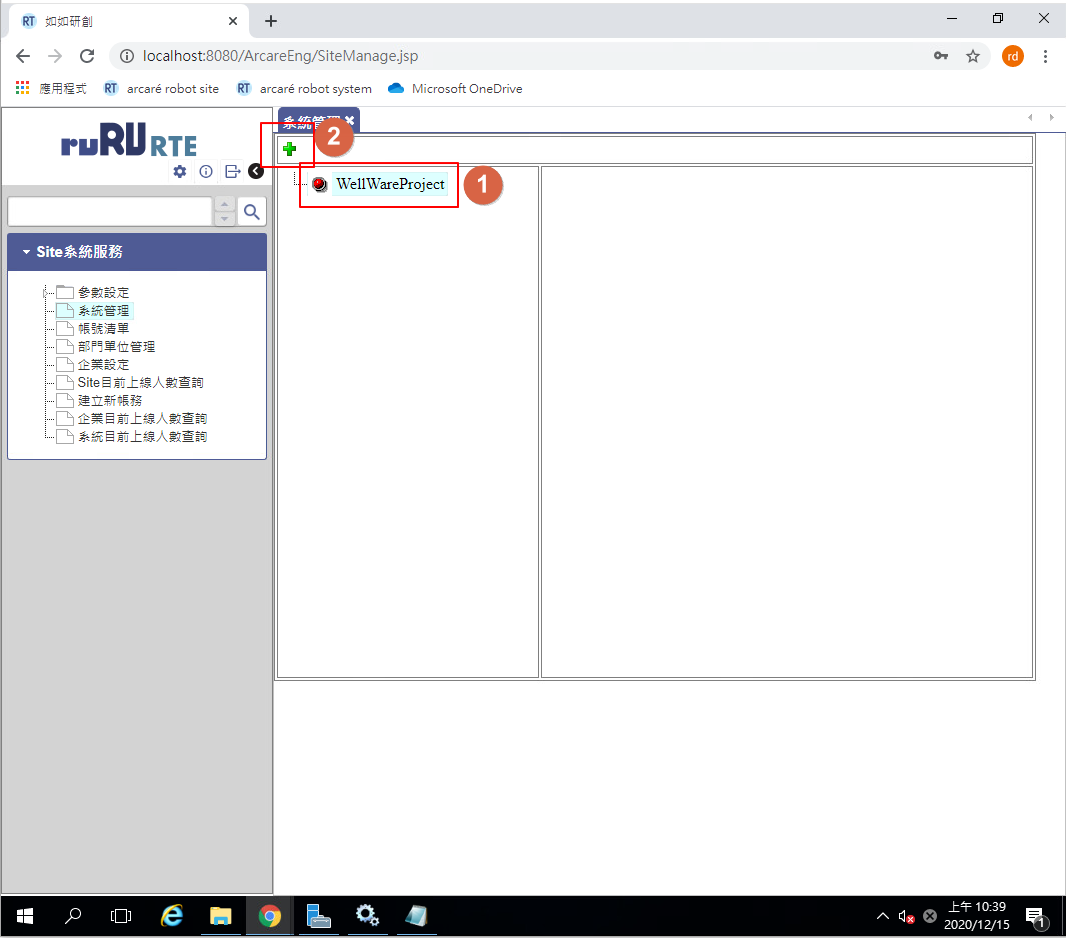 RT 如如研創
localhost:8080/ArcareEng/SiteManage.jsp
rd
應用程式 RT arcaré robot site RT arcaré robot system Microsoft OneDrive
ruRU RTE
系統管理
2
WellWareProject
1
Site系統服務
參數設定
系統管理
帳號清單
部門單位管理
企業設定
Site目前上線人數查詢
建立新帳務
企業目前上線人數查詢
系統目前上線人數查詢
上午 10:39
2020/12/15
1